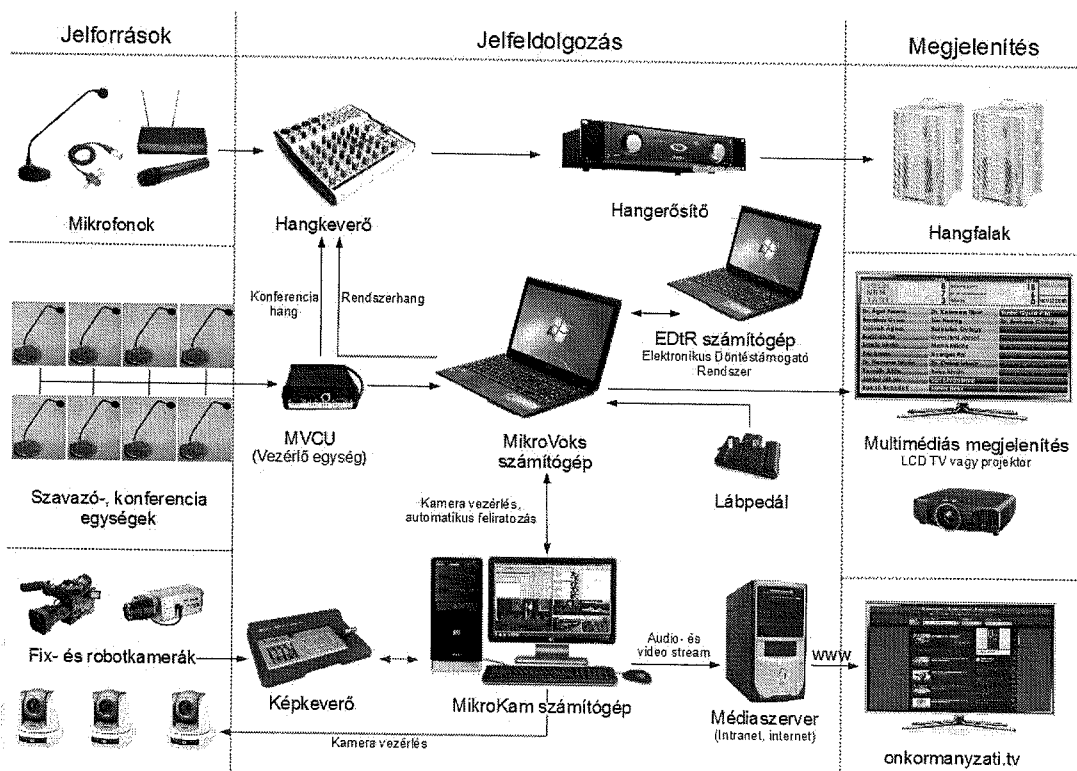 Jelforrások
Jelfeldolgozás
Megjelenítés
Mikrofonok
Hangkeverő
Hangerősítő
Hangfalak
Konferencia
hang
Rendszerhang
EDtR számítógép
Elektronikus Döntéstámogató
Rendszer
MVCU
(Vezérlő egység)
MikroVoks
számítógép
Lábpedál
Multimédiás megjelenítés
LCD TV vagy projektor
Szavazó-, konferencia
egységek
Kamera vezérlés,
automatikus feliratozás
Fix- és robotkamerák
Képkeverő
MikroKam számítógép
Audio- és
video stream
www
Médiaszerver
(Intranet, internet)
Kamera vezérlés
onkormanyzati.tv